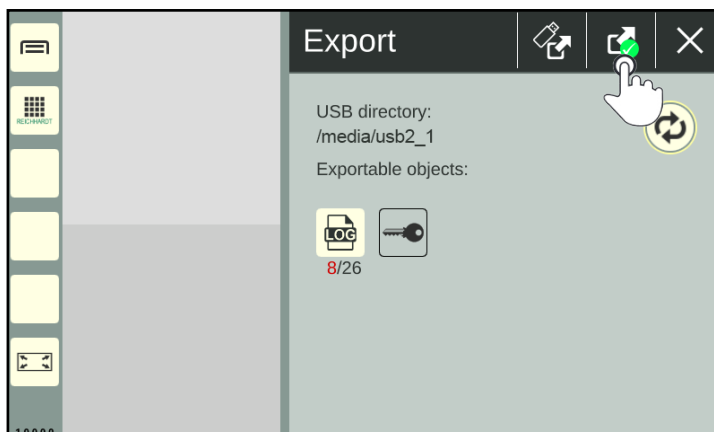 Export
REICHHARDT
USB directory:
/media/usb2_1
Exportable objects:
LOG
8/26